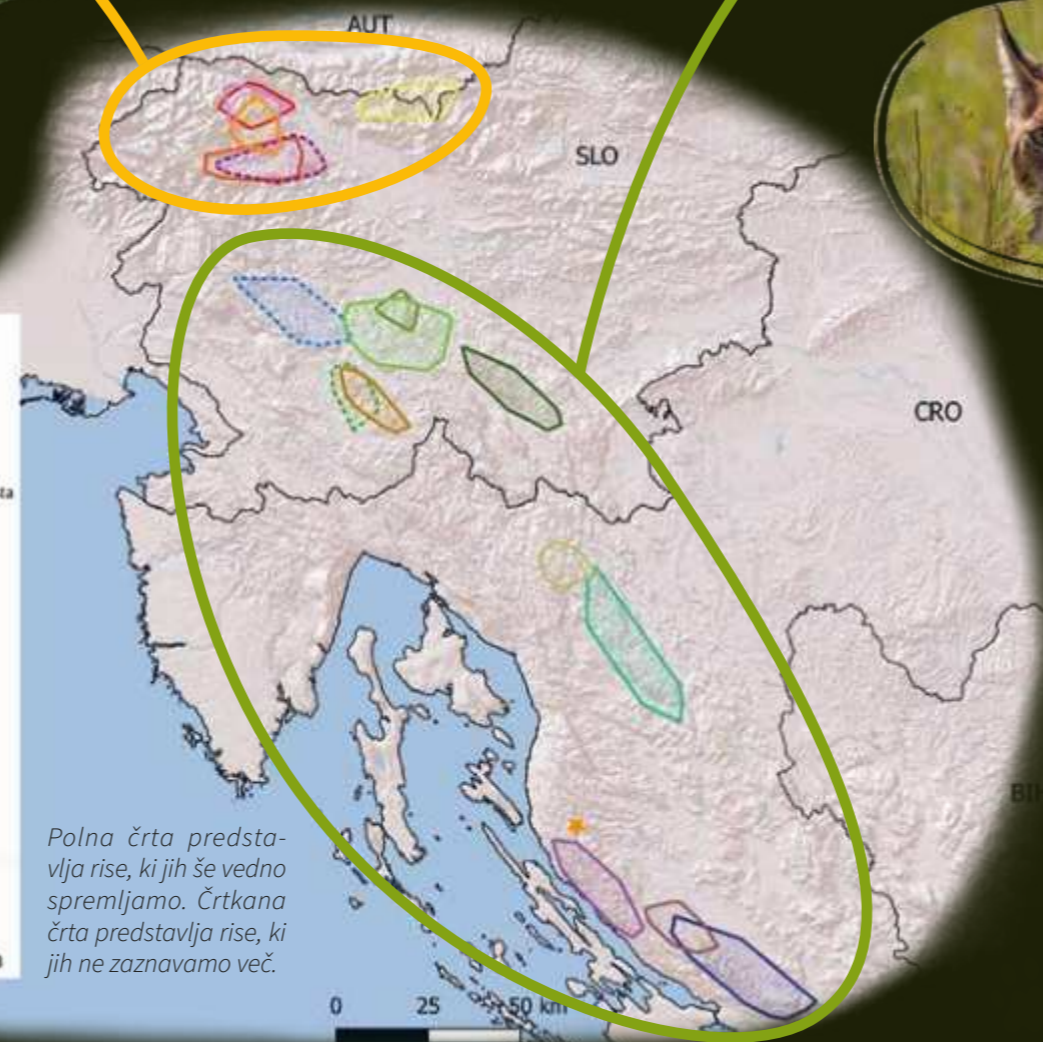 AUT
SLO
CRO
Polna črta predsta-
vlja rise, ki jih še vedno
spremljamo. Črtkana
črta predstavlja rise, ki
jih ne zaznavamo več.
0 25 50 km